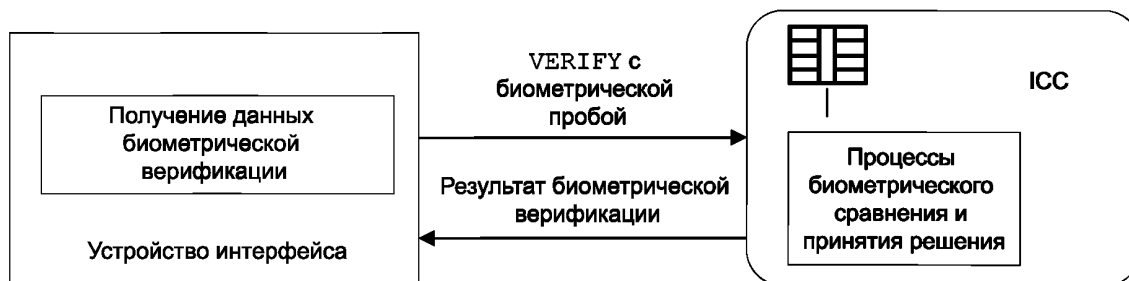 Получение данных
биометрической
верификации
Устройство интерфейса
VERIFY с
биометрической
пробой
Результат биометрической
верификации
ICC
Процессы
биометрического
сравнения и
принятия решения